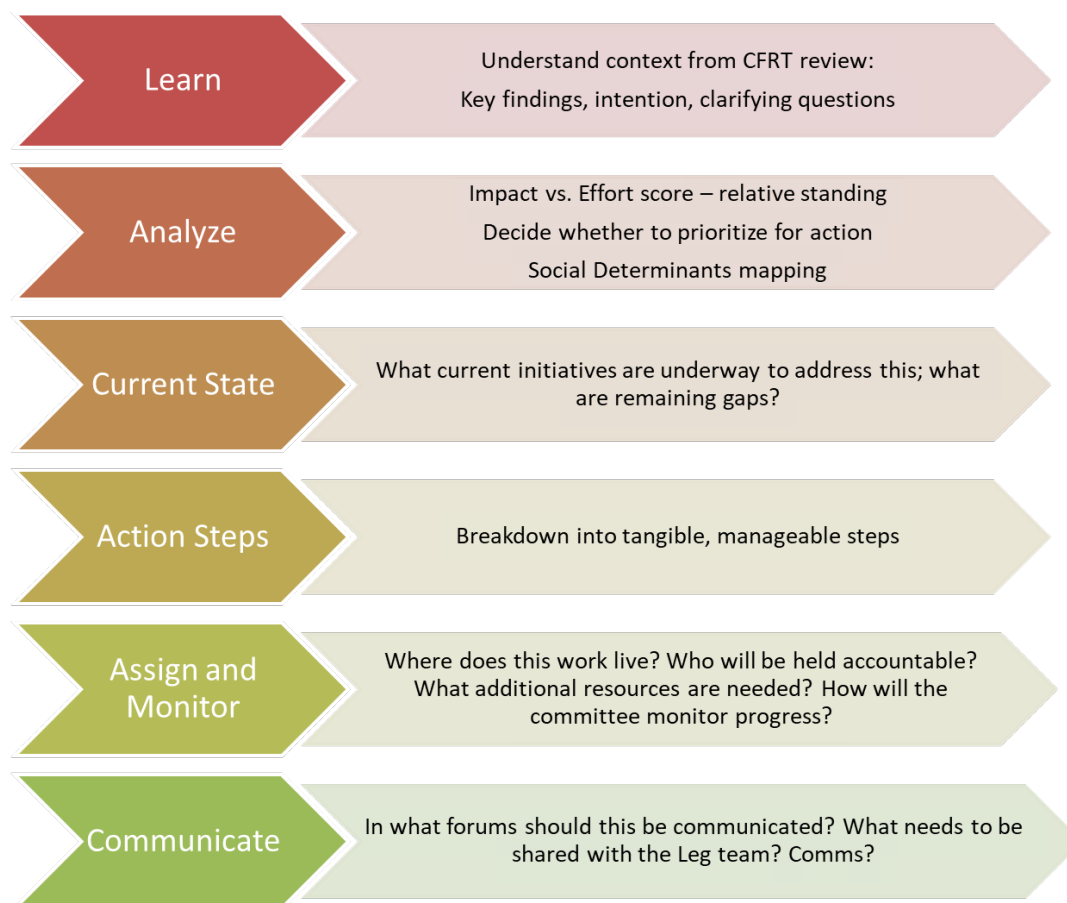 Learn
Understand context from CFRT review:
Key findings, intention, clarifying questions
Analyze
Impact vs. Effort score – relative standing
Decide whether to prioritize for action
Social Determinants mapping
Current State
What current initiatives are underway to address this; what
are remaining gaps?
Action Steps
Breakdown into tangible, manageable steps
Assign and
Monitor
Where does this work live? Who will be held accountable?
What additional resources are needed? How will the
committee monitor progress?
Communicate
In what forums should this be communicated? What needs to be
shared with the Leg team? Comms?